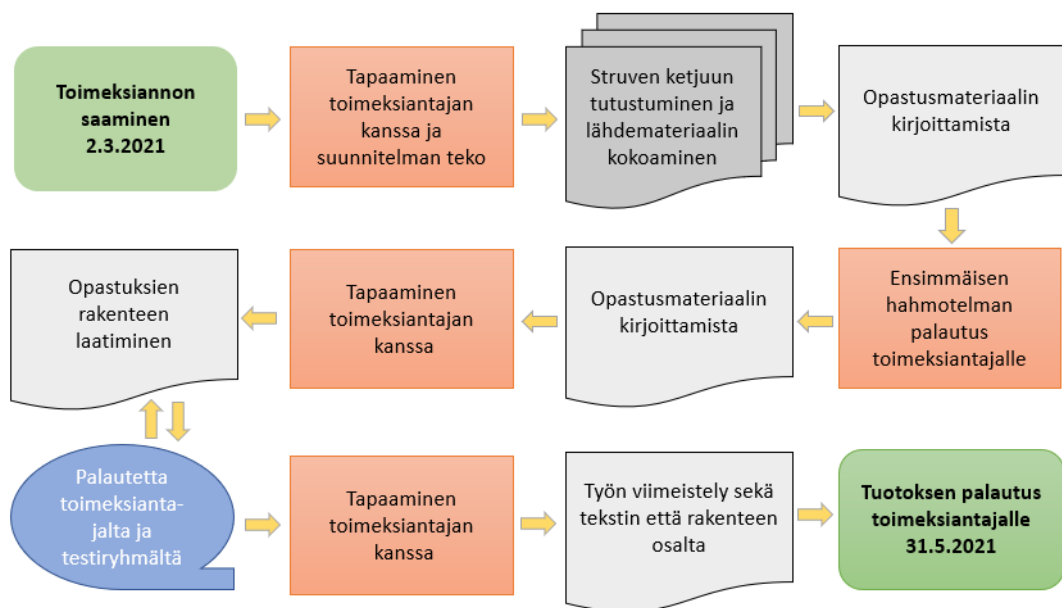 Toimeksiannon
saaminen
2.3.2021
Tapaaminen
toimeksiantajan
kanssa ja
suunnitelman teko
Struven ketjuun
tutustuminen ja
lähdemateriaalin
kokoaminen
Opastusmateriaalin
kirjoittamista
Ensimmäisen
hahmotelman
palautus
toimeksiantajalle
Opastusmateriaalin
kirjoittamista
Tapaaminen
toimeksiantajan
kanssa
Opastuksien
rakenteen
laatiminen
Palautetta
toimeksianta-
jalta ja
testiryhmältä
Tapaaminen
toimeksiantajan
kanssa
Työn viimeistely sekä
tekstin että rakenteen
osalta
Tuotoksen palautus
toimeksiantajalle
31.5.2021